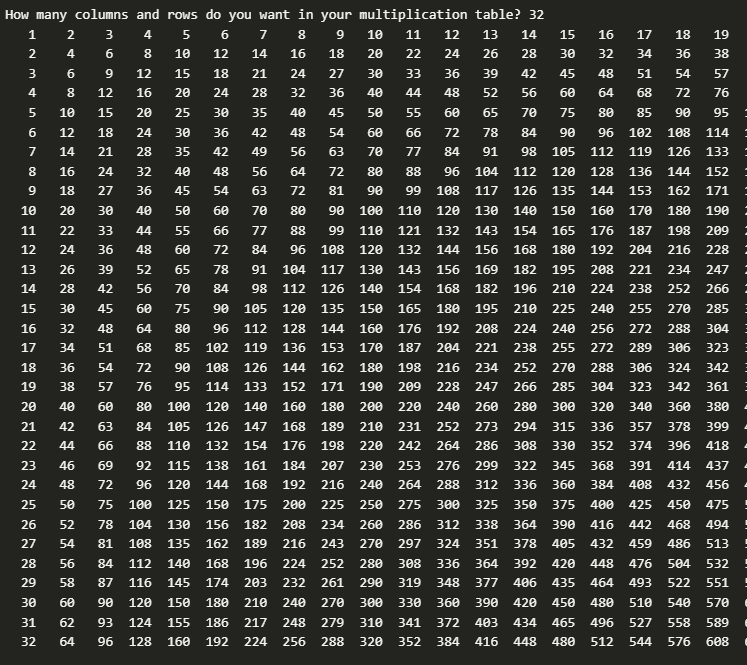 How many columns and rows do you want in your multiplication table? 32
1 2 3 4 5 6 7 8 9 10 11 12 13 14 15 16 17 18 19
2 4 6 8 10 12 14 16 18 20 22 24 26 28 30 32 34 36 38
3 6 9 12 15 18 21 24 27 30 33 36 39 42 45 48 51 54 57
4 8 12 16 20 24 28 32 36 40 44 48 52 56 60 64 68 72 76
5 10 15 20 25 30 35 40 45 50 55 60 65 70 75 80 85 90 95
6 12 18 24 30 36 42 48 54 60 66 72 78 84 90 96 102 108 114
7 14 21 28 35 42 49 56 63 70 77 84 91 98 105 112 119 126 133
8 16 24 32 40 48 56 64 72 80 88 96 104 112 120 128 136 144 152
9 18 27 36 45 54 63 72 81 90 99 108 117 126 135 144 153 162 171
10 20 30 40 50 60 70 80 90 100 110 120 130 140 150 160 170 180 190
11 22 33 44 55 66 77 88 99 110 121 132 143 154 165 176 187 198 209
12 24 36 48 60 72 84 96 108 120 132 144 156 168 180 192 204 216 228
13 26 39 52 65 78 91 104 117 130 143 156 169 182 195 208 221 234 247
14 28 42 56 70 84 98 112 126 140 154 168 182 196 210 224 238 252 266
15 30 45 60 75 90 105 120 135 150 165 180 195 210 225 240 255 270 285
16 32 48 64 80 96 112 128 144 160 176 192 208 224 240 256 272 288 304
17 34 51 68 85 102 119 136 153 170 187 204 221 238 255 272 289 306 323
18 36 54 72 90 108 126 144 162 180 198 216 234 252 270 288 306 324 342
19 38 57 76 95 114 133 152 171 190 209 228 247 266 285 304 323 342 361
20 40 60 80 100 120 140 160 180 200 220 240 260 280 300 320 340 360 380
21 42 63 84 105 126 147 168 189 210 231 252 273 294 315 336 357 378 399
22 44 66 88 110 132 154 176 198 220 242 264 286 308 330 352 374 396 418
23 46 69 92 115 138 161 184 207 230 253 276 299 322 345 368 391 414 437
24 48 72 96 120 144 168 192 216 240 264 288 312 336 360 384 408 432 456
25 50 75 100 125 150 175 200 225 250 275 300 325 350 375 400 425 450 475
26 52 78 104 130 156 182 208 234 260 286 312 338 364 390 416 442 468 494
27 54 81 108 135 162 189 216 243 270 297 324 351 378 405 432 459 486 513
28 56 84 112 140 168 196 224 252 280 308 336 364 392 420 448 476 504 532
29 58 87 116 145 174 203 232 261 290 319 348 377 406 435 464 493 522 551
30 60 90 120 150 180 210 240 270 300 330 360 390 420 450 480 510 540 570
31 62 93 124 155 186 217 248 279 310 341 372 403 434 465 496 527 558 589
32 64 96 128 160 192 224 256 288 320 352 384 416 448 480 512 544 576 608